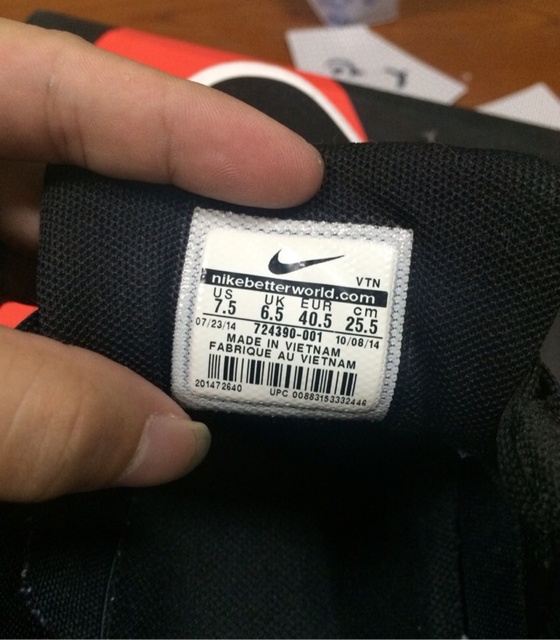 VTN
nikebetterworld.com
US UK EUR cm
7.5 6.5 40.5 25.5
07/23/14 724390-001 10/08/14
MADE IN VIETNAM
FABRIQUE AU VIETNAM
201472640 UPC 00883153332446